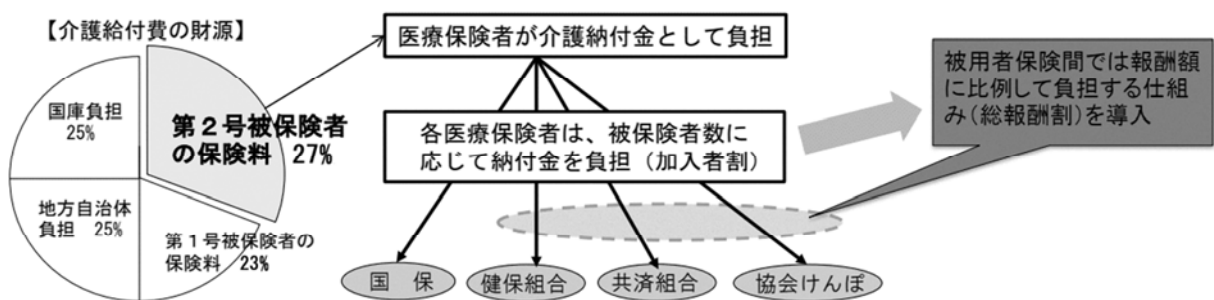 【介護給付費の財源】
国庫負担
25%
第２号被保険者
の保険料 27%
地方自治体
負担 25%
第１号被保険者の
保険料 23%
医療保険者が介護納付金として負担
各医療保険者は、被保険者数に
応じて納付金を負担（加入者割）
国　保
健保組合
共済組合
協会けんぽ
被用者保険間では報酬額
に比例して負担する仕組
み（総報酬割）を導入